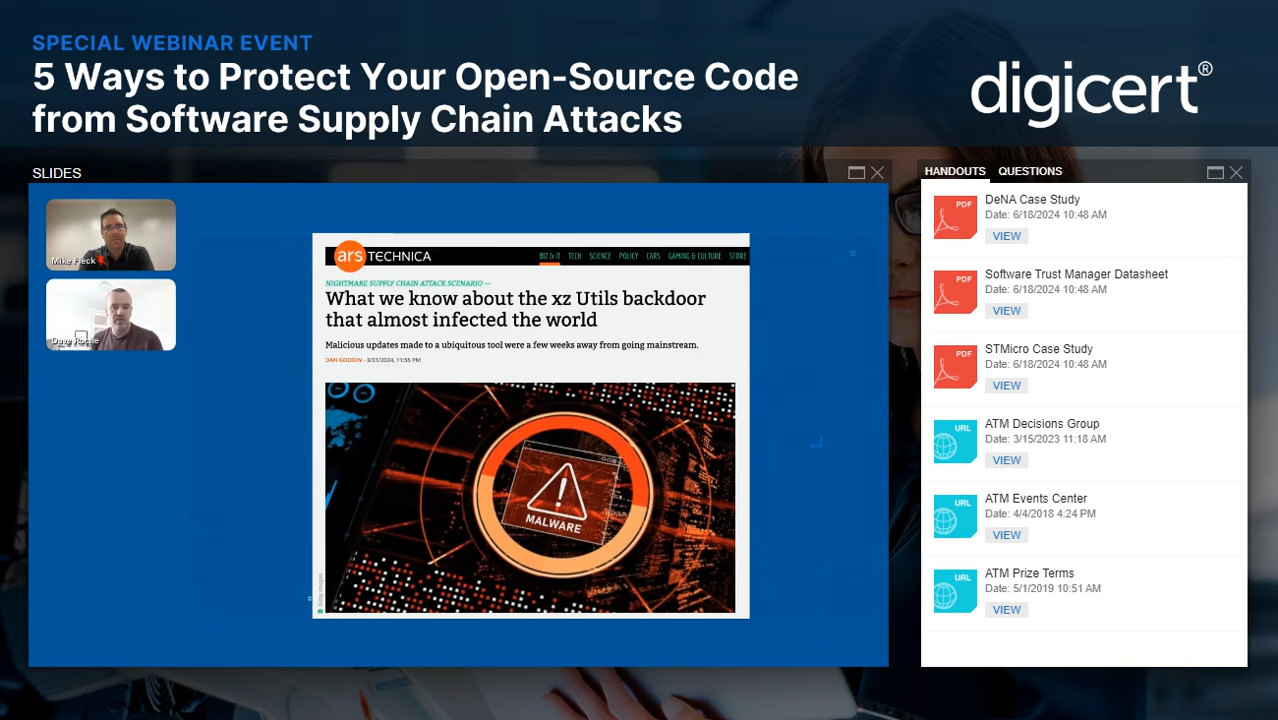 SPECIAL WEBINAR EVENT
5 Ways to Protect Your Open-Source Code
from Software Supply Chain Attacks
digicert®
SLIDES
Mike Fleck
Dave Roche
ars TECHNICA
BIZ & IT TECH SCIENCE POLICY CARS GAMING & CULTURE STORE
NIGHTMARE SUPPLY CHAIN ATTACK SCENARIO —
What we know about the xz Utils backdoor
that almost infected the world
Malicious updates made to a ubiquitous tool were a few weeks away from going mainstream.
DAN GOODIN - 3/31/2024, 11:55 PM
MALWARE
Getty Images
HANDOUTS QUESTIONS
PDF
DeNA Case Study
Date: 6/18/2024 10:48 AM
VIEW
PDF
Software Trust Manager Datasheet
Date: 6/18/2024 10:48 AM
VIEW
PDF
STMicro Case Study
Date: 6/18/2024 10:48 AM
VIEW
URL
ATM Decisions Group
Date: 3/15/2023 11:18 AM
VIEW
URL
ATM Events Center
Date: 4/4/2018 4:24 PM
VIEW
URL
ATM Prize Terms
Date: 5/1/2019 10:51 AM
VIEW